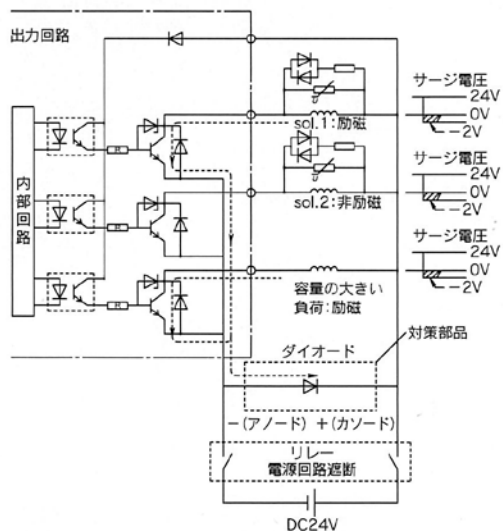 出力回路
内部回路
R
R
R
sol.1:励磁
sol.2:非励磁
容量の大きい
負荷:励磁
サージ電圧
24V
0V
-2V
サージ電圧
24V
0V
-2V
サージ電圧
24V
0V
-2V
対策部品
ダイオード
-(アノード) +(カソード)
リレー
電源回路遮断
DC24V